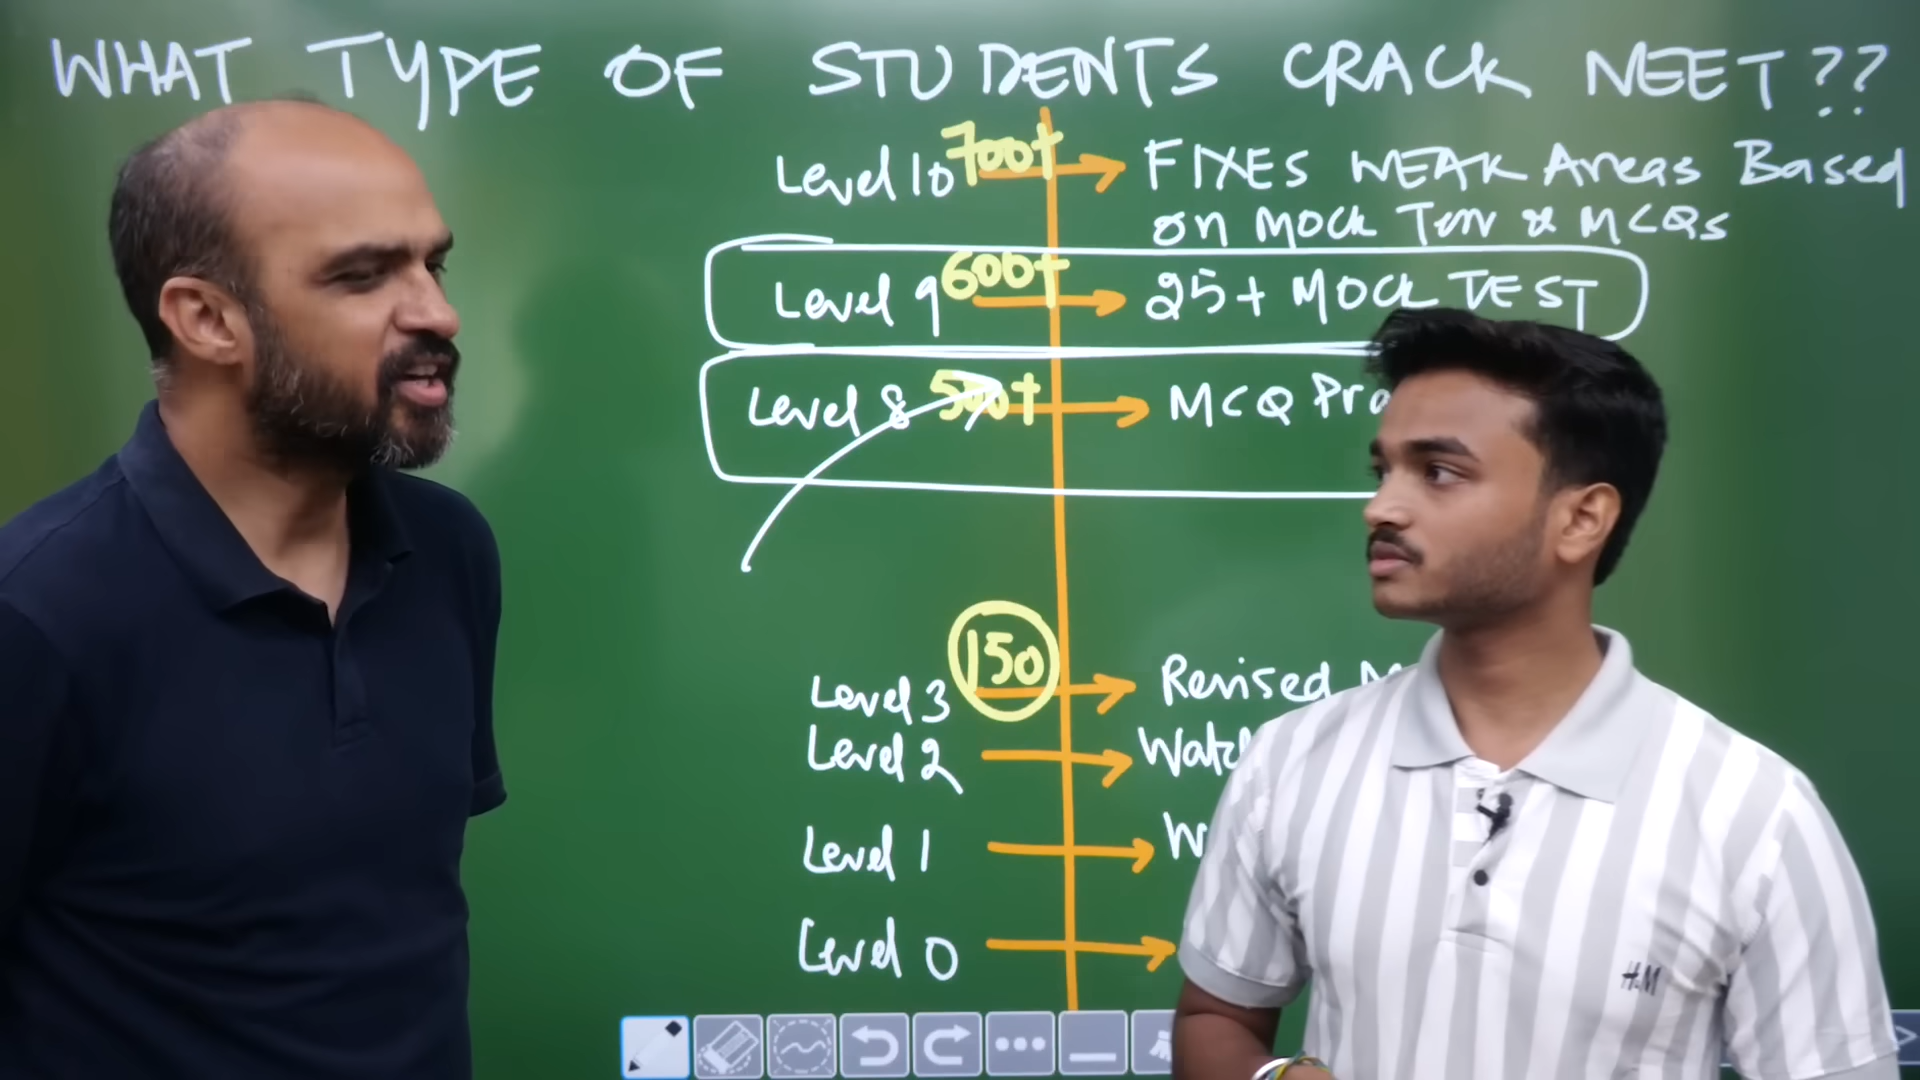 WHAT TYPE OF STUDENTS CRACK NEET??
Level 10 700+ FIXES WEAK Areas Based
on MOCK Test & MCQs
Level 9 600+ 25+ MOCK TEST
Level 8 500+ MCQ Pra
Level 3 150 Revised
Level 2 Watc
Level 1 W
Level 0
H&M